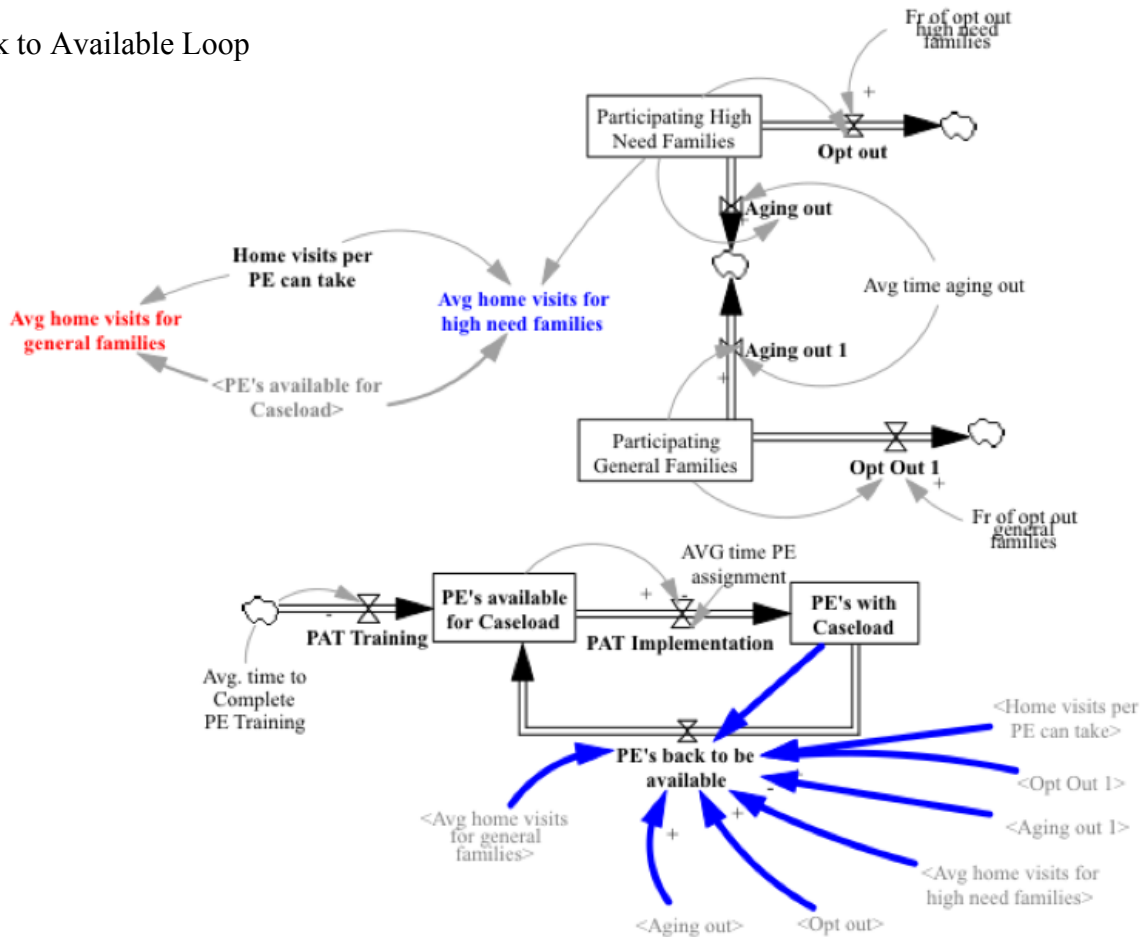 k to Available Loop
Fr of opt out
high need
families
Participating High
Need Families
+
Opt out
Aging out
+
Home visits per
PE can take
Avg time aging out
Avg home visits for
high need families
Avg home visits for
general families
Aging out 1
+
<PE's available for
Caseload>
Participating
General Families
Opt Out 1
+
Fr of opt out
general
families
AVG time PE
assignment
PE's available
for Caseload
+
-
PE's with
Caseload
-
PAT Training
PAT Implementation
Avg. time to
Complete
PE Training
<Home visits per
PE can take>
PE's back to be
available
-
+
<Opt Out 1>
<Avg home visits
for general
families>
+
<Aging out 1>
<Avg home visits for
high need families>
<Aging out>
<Opt out>